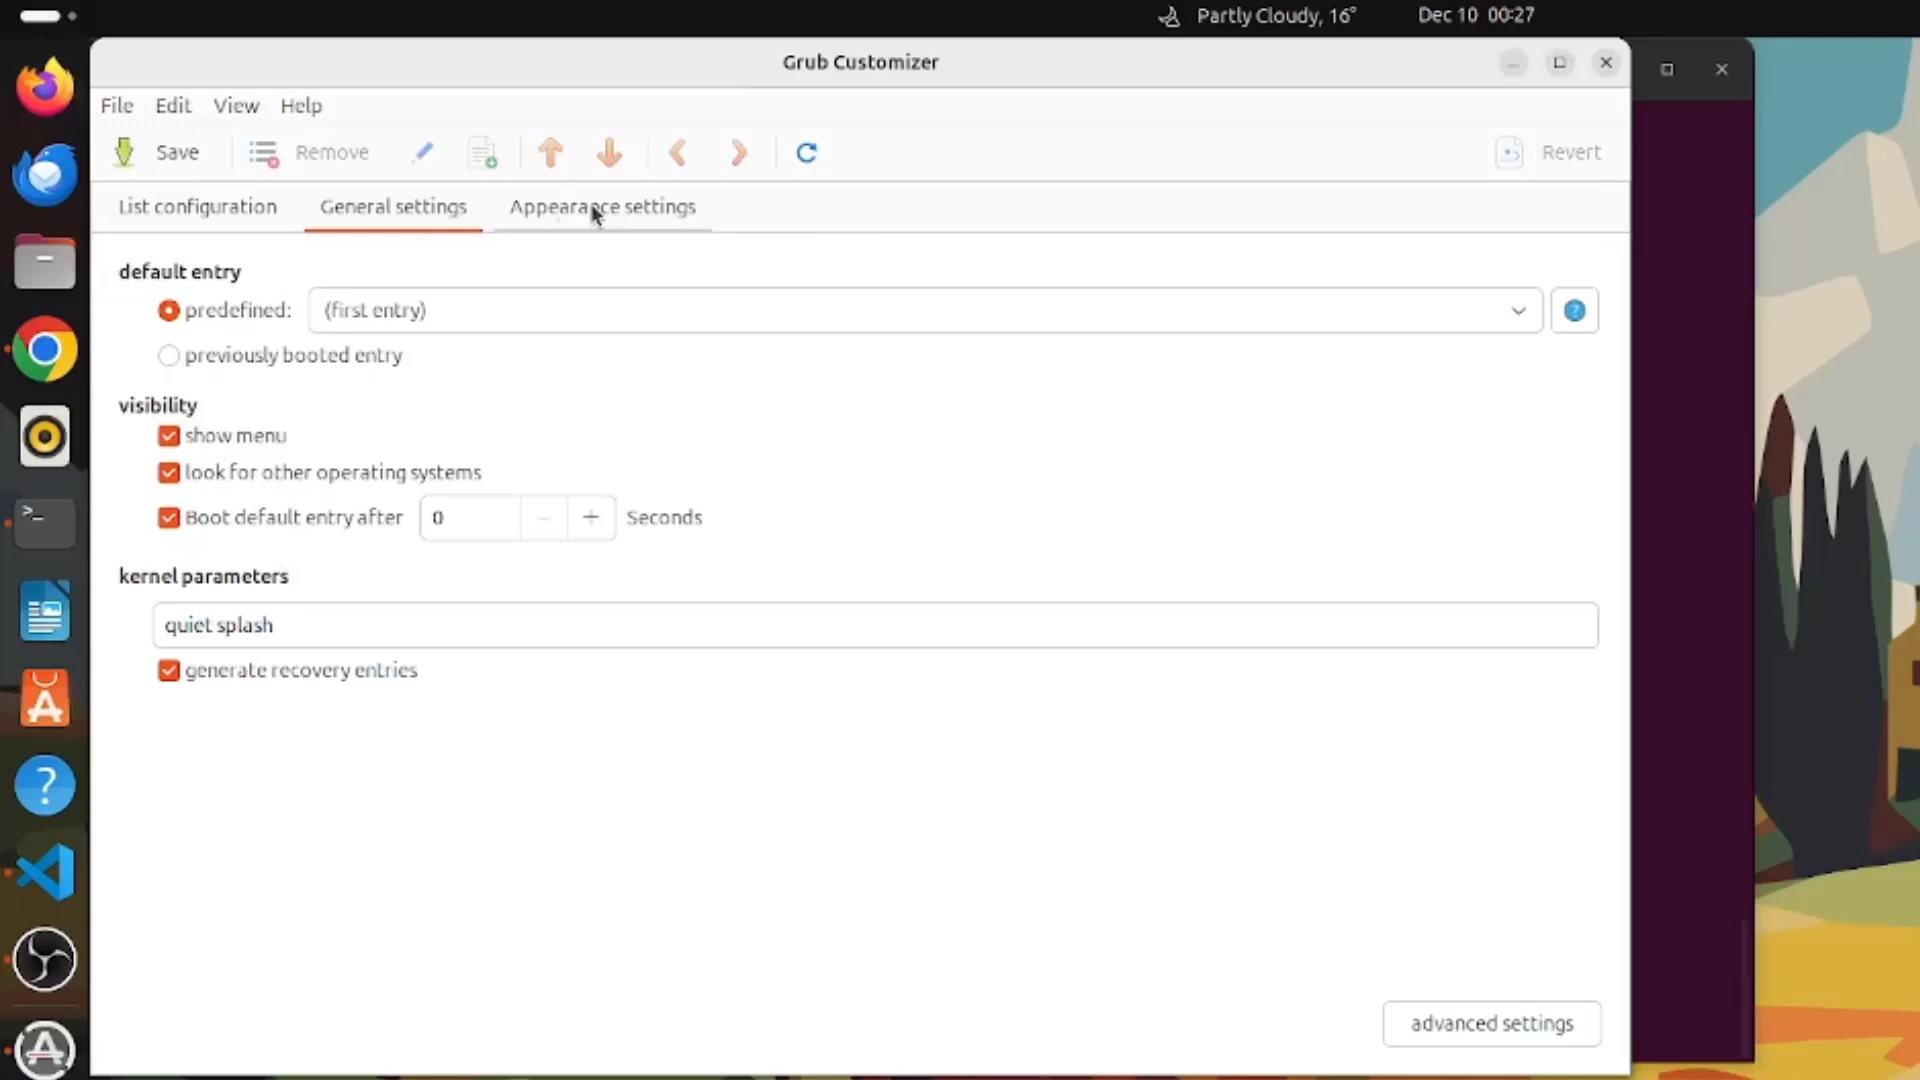 Partly Cloudy, 16° Dec 10 00:27
Grub Customizer
File Edit View Help
Save Remove Revert
List configuration General settings Appearance settings
default entry
predefined: (first entry)
previously booted entry
visibility
show menu
look for other operating systems
Boot default entry after 0 Seconds
kernel parameters
quiet splash
generate recovery entries
advanced settings